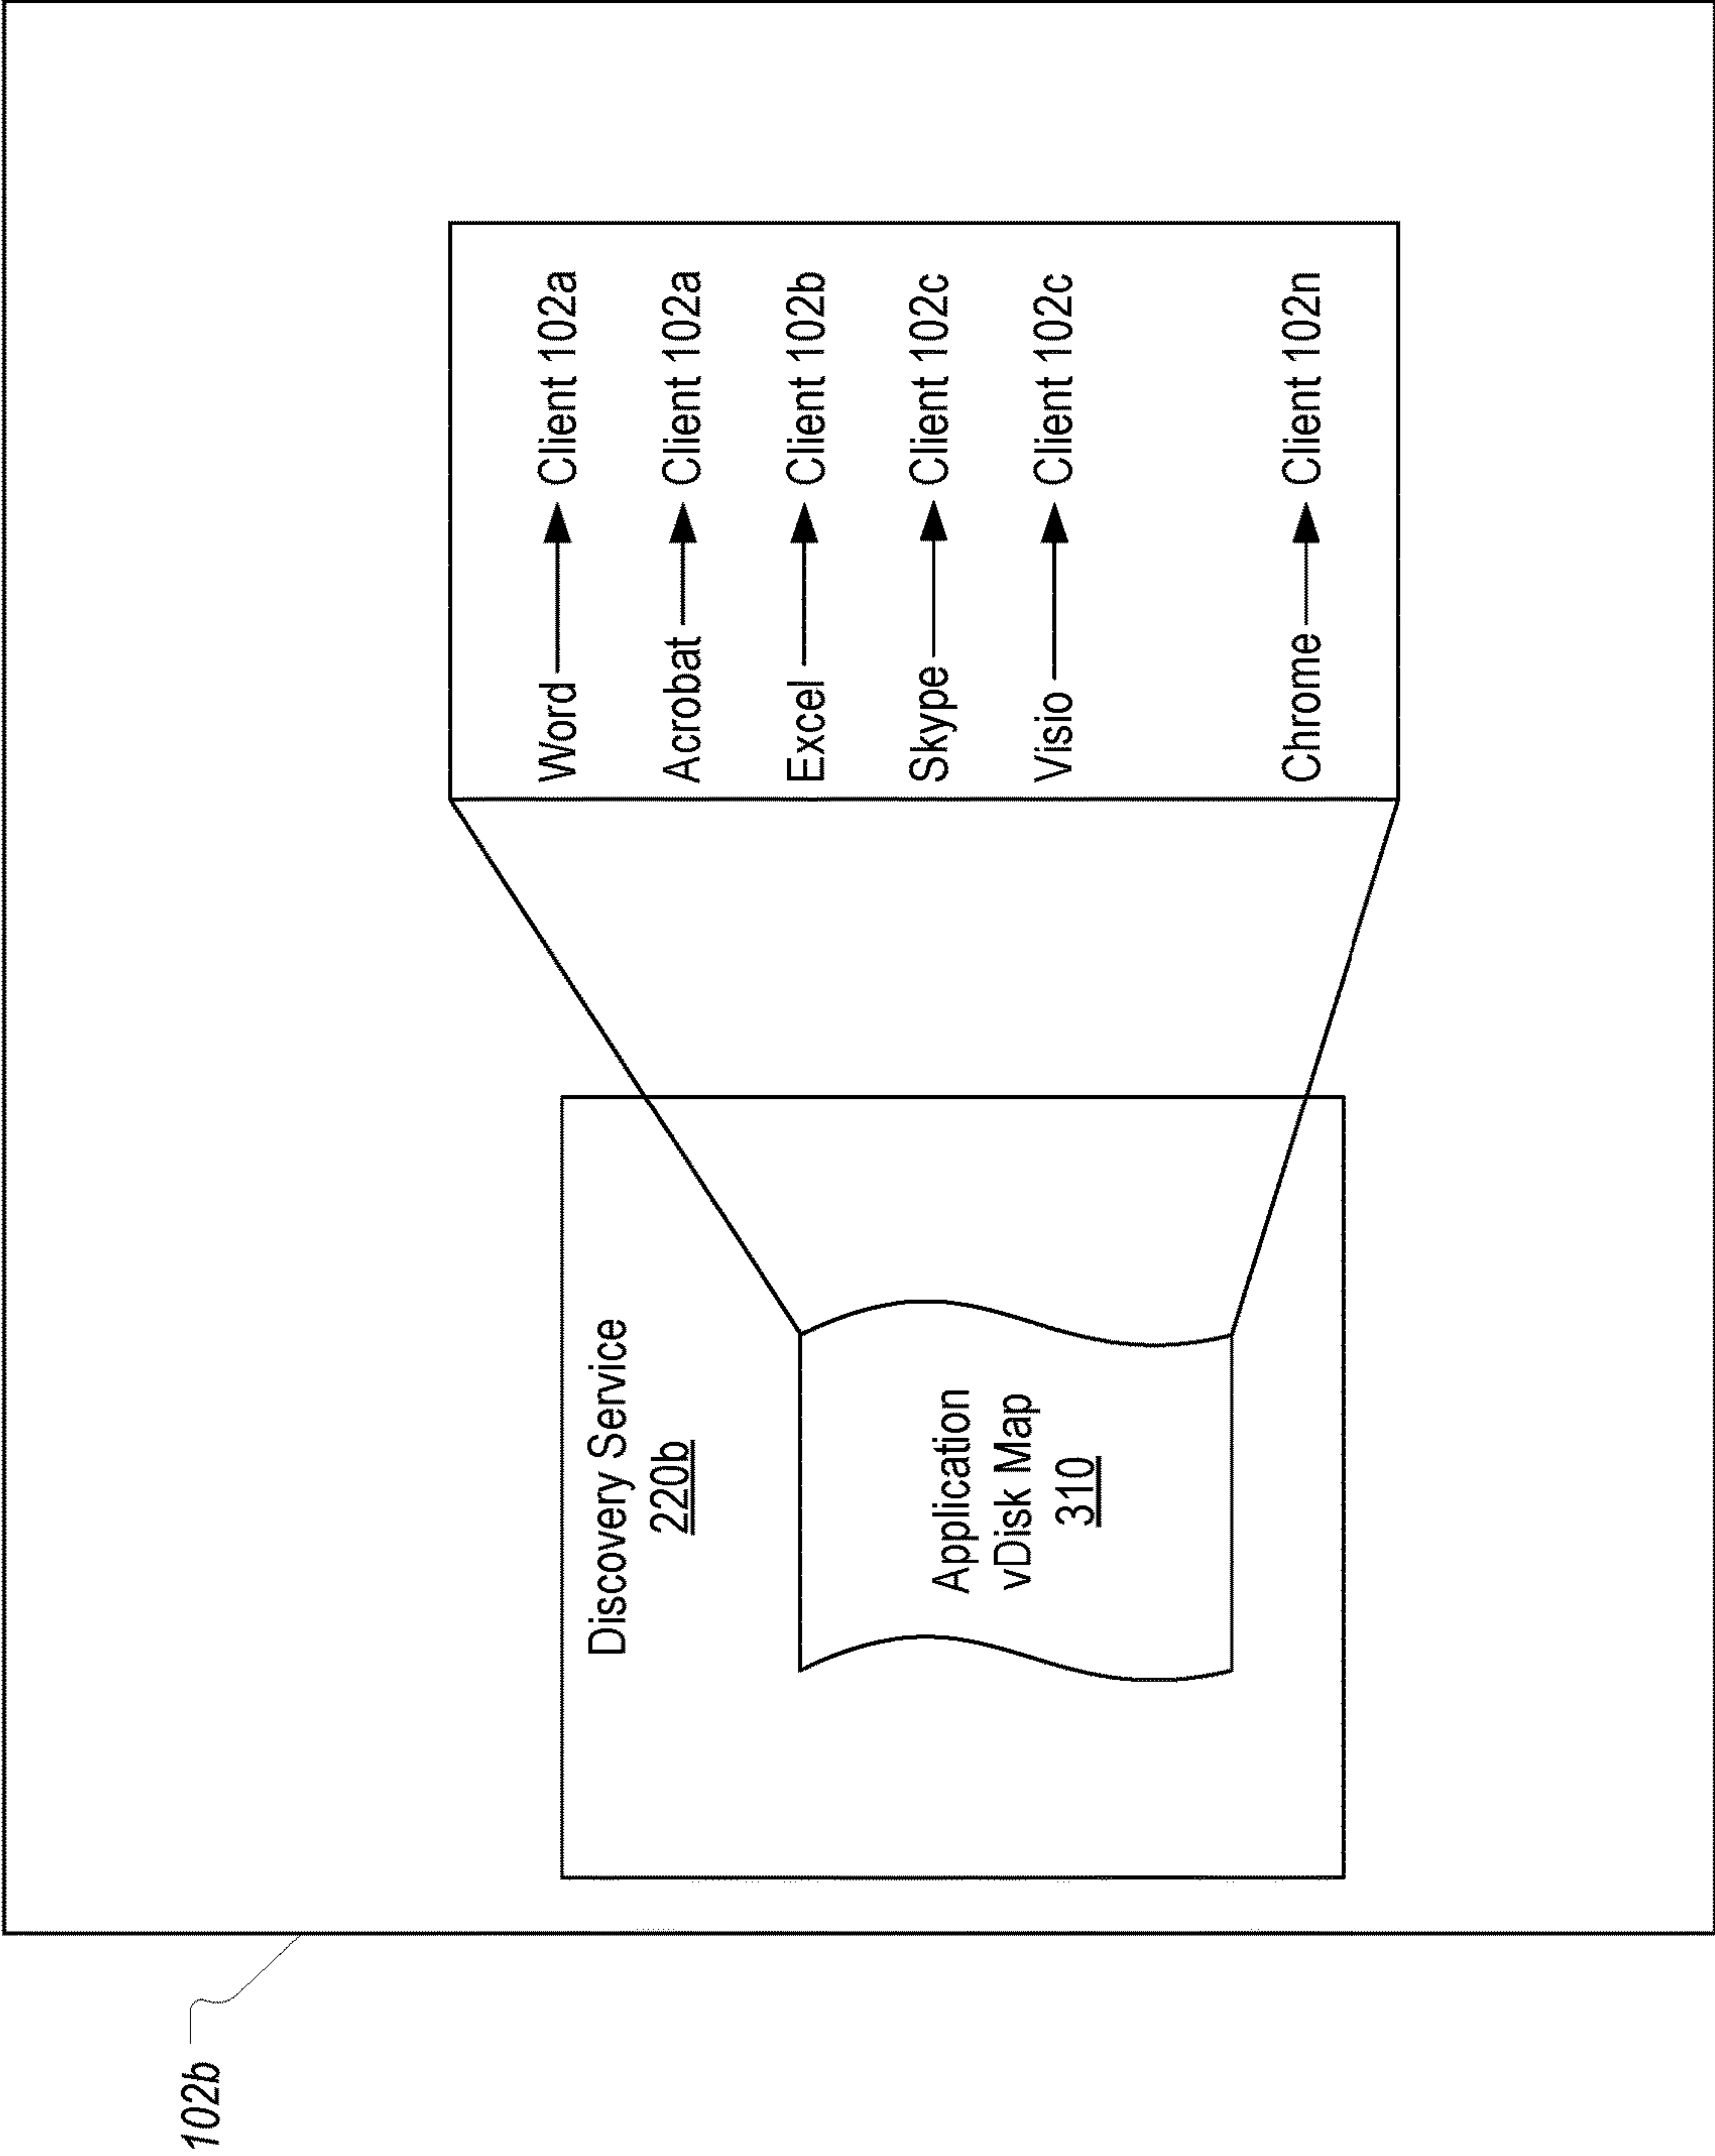 102b
Discovery Service
220b
Application
vDisk Map
310
Word Client 102a
Acrobat Client 102a
Excel Client 102b
Skype Client 102c
Visio Client 102c
Chrome Client 102n